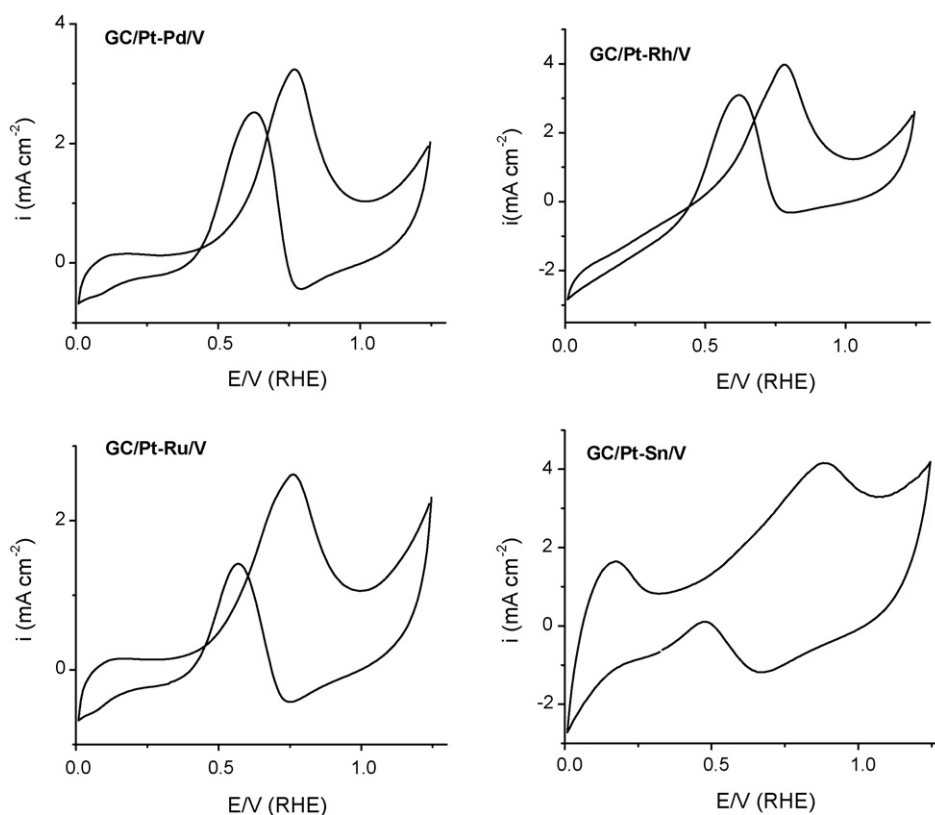 GC/Pt-Pd/V
4
2
0
i (mA cm⁻²)
0.0 0.5 1.0
E/V (RHE)
GC/Pt-Rh/V
4
2
0
-2
i(mA cm⁻²)
0.0 0.5 1.0
E/V (RHE)
GC/Pt-Ru/V
2
0
i (mA cm⁻²)
0.0 0.5 1.0
E/V (RHE)
GC/Pt-Sn/V
4
2
0
-2
i (mA cm⁻²)
0.0 0.5 1.0
E/V (RHE)